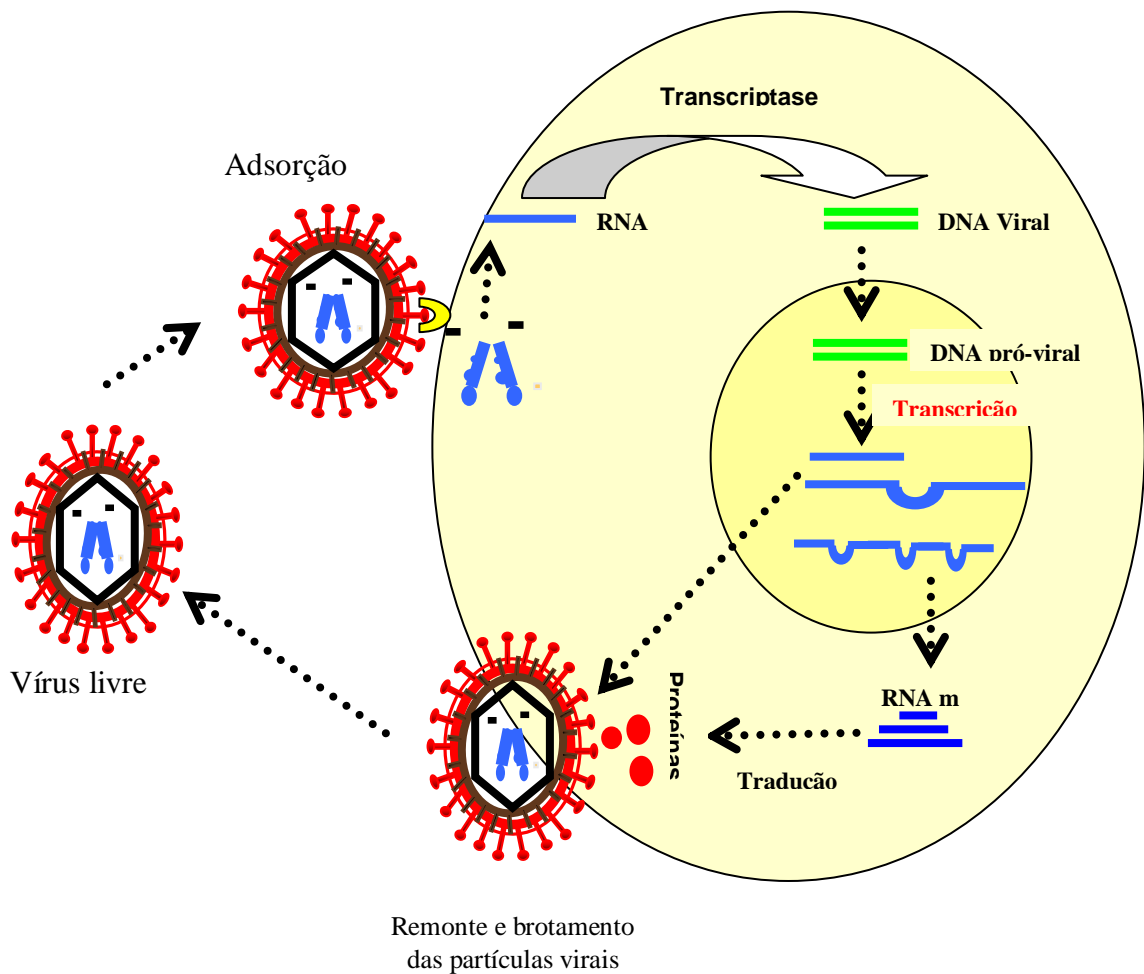 Transcriptase
Adsorção
RNA
DNA Viral
DNA pró-viral
Transcrição
Vírus livre
RNA m
Proteínas
Tradução
Remonte e brotamento
das partículas virais